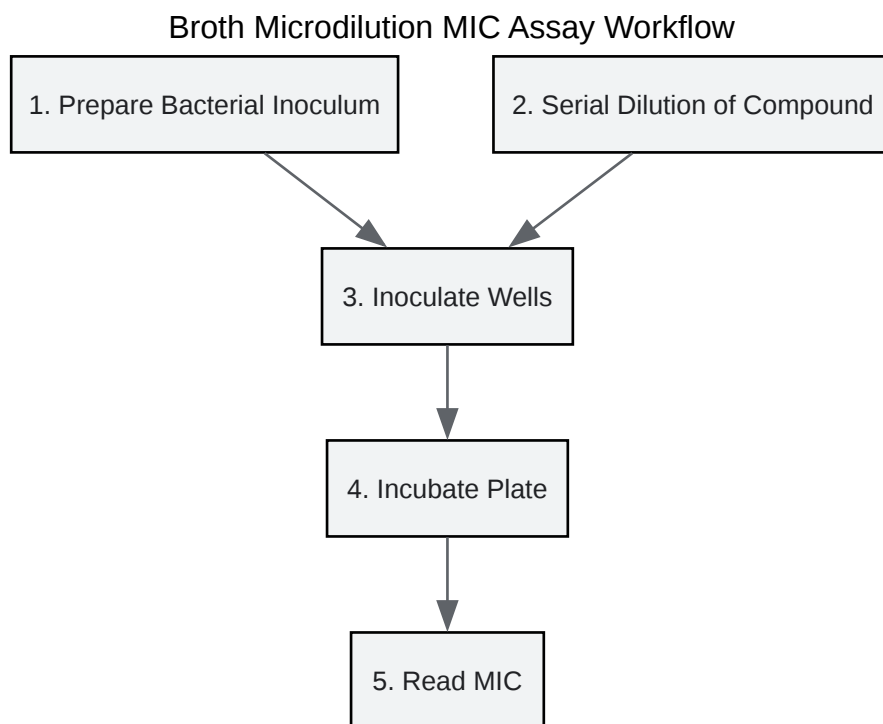 Broth Microdilution MIC Assay Workflow
1. Prepare Bacterial Inoculum
2. Serial Dilution of Compound
3. Inoculate Wells
4. Incubate Plate
5. Read MIC